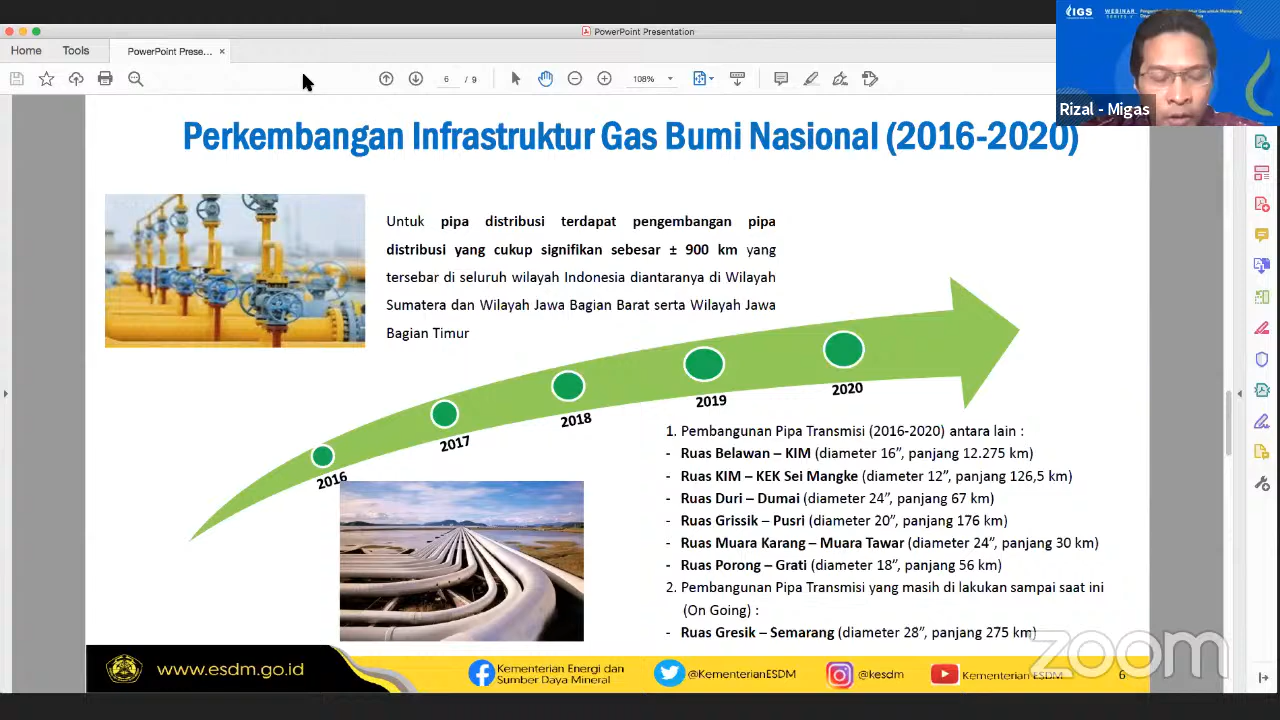 PowerPoint Presentation
IGS
WEBINAR
Home
Tools
PowerPoint Prese...
×
6 / 9
108%
Rizal - Migas
Perkembangan Infrastruktur Gas Bumi Nasional (2016-2020)
Untuk pipa distribusi terdapat pengembangan pipa
distribusi yang cukup signifikan sebesar ± 900 km yang
tersebar di seluruh wilayah Indonesia diantaranya di Wilayah
Sumatera dan Wilayah Jawa Bagian Barat serta Wilayah Jawa
Bagian Timur
2016
2017
2018
2019
2020
1. Pembangunan Pipa Transmisi (2016-2020) antara lain :
- Ruas Belawan – KIM (diameter 16”, panjang 12.275 km)
- Ruas KIM – KEK Sei Mangke (diameter 12”, panjang 126,5 km)
- Ruas Duri – Dumai (diameter 24”, panjang 67 km)
- Ruas Grissik – Pusri (diameter 20”, panjang 176 km)
- Ruas Muara Karang – Muara Tawar (diameter 24”, panjang 30 km)
- Ruas Porong – Grati (diameter 18”, panjang 56 km)
2. Pembangunan Pipa Transmisi yang masih di lakukan sampai saat ini
(On Going) :
- Ruas Gresik – Semarang (diameter 28”, panjang 275 km)
www.esdm.go.id
Kementerian Energi dan
Sumber Daya Mineral
@KementerianESDM
@kesdm
Kementerian ESDM
6
zoom